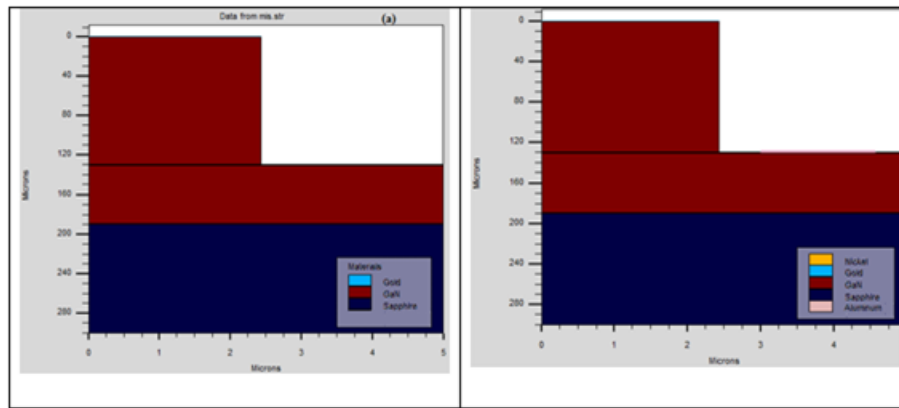 Data from mis.str
(a)
0
40
80
120
160
200
240
280
Microns
Materials
Gold
GaN
Sapphire
0
1
2
3
4
5
Microns
0
40
80
120
160
200
240
280
Microns
Nickel
Gold
GaN
Sapphire
Aluminum
0
1
2
3
4
Microns